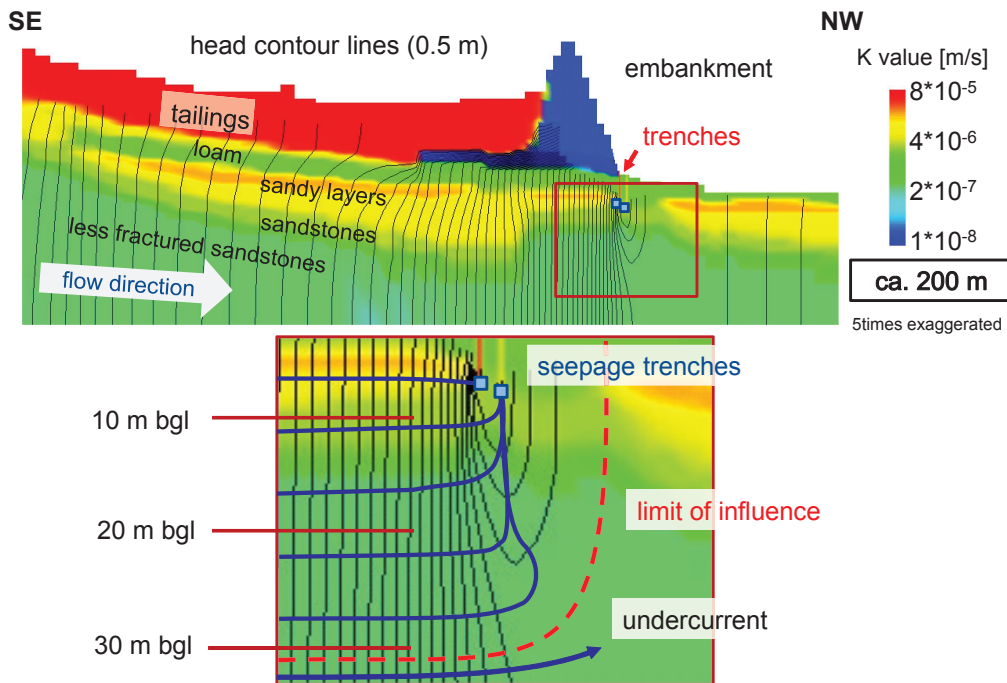 SE
NW
head contour lines (0.5 m)
embankment
K value [m/s]
8*10⁻⁵
4*10⁻⁶
2*10⁻⁷
1*10⁻⁸
tailings
trenches
loam
sandy layers
sandstones
less fractured sandstones
flow direction
ca. 200 m
5times exaggerated
seepage trenches
10 m bgl
limit of influence
20 m bgl
undercurrent
30 m bgl